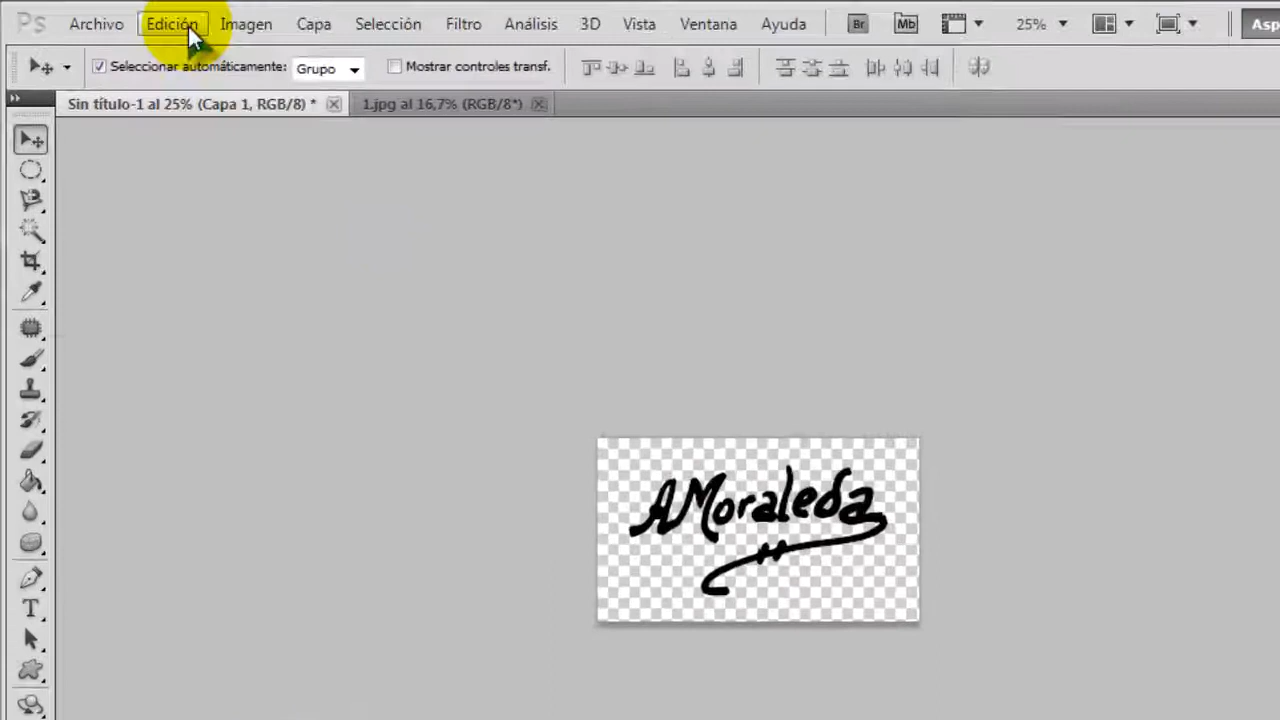 Ps Archivo Edición Imagen Capa Selección Filtro Análisis 3D Vista Ventana Ayuda Br Mb 25% Asp
Seleccionar automáticamente: Grupo Mostrar controles transf.
Sin título-1 al 25% (Capa 1, RGB/8) * 1.jpg al 16,7% (RGB/8*)
AMoraleda
T